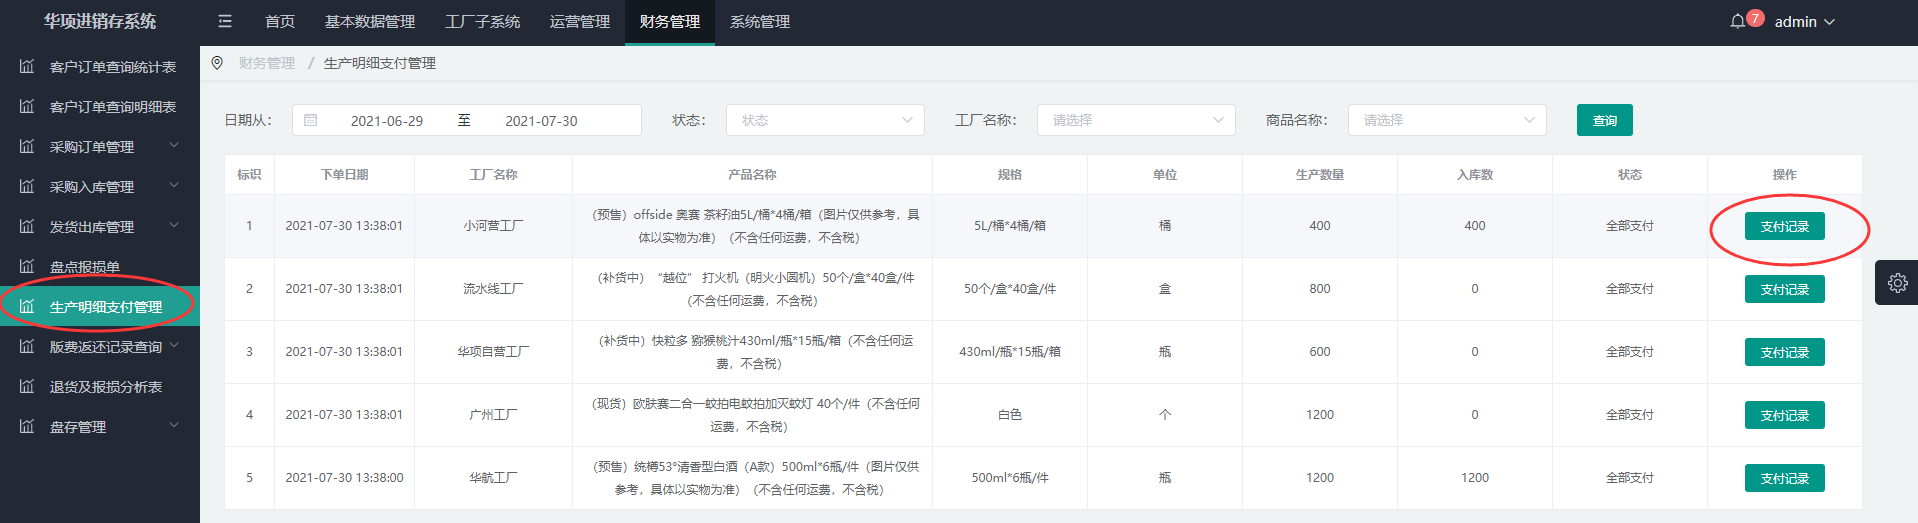 华项进销存系统
首页 基本数据管理 工厂子系统 运营管理 财务管理 系统管理
7 admin
客户订单查询统计表
客户订单查询明细表
采购订单管理
采购入库管理
发货出库管理
盘点报损单
生产明细支付管理
版费返还记录查询
退货及报损分析表
盘存管理
财务管理 / 生产明细支付管理
日期从： 2021-06-29 至 2021-07-30 状态： 状态 工厂名称： 请选择 商品名称： 请选择 查询
标识 下单日期 工厂名称 产品名称 规格 单位 生产数量 入库数 状态 操作
1 2021-07-30 13:38:01 小河营工厂 （预售）offside 奥赛 茶籽油5L/桶*4桶/箱（图片仅供参考，具
体以实物为准）（不含任何运费，不含税） 5L/桶*4桶/箱 桶 400 400 全部支付 支付记录
2 2021-07-30 13:38:01 流水线工厂 （补货中）“越位” 打火机（明火小圆机）50个/盒*40盒/件
（不含任何运费，不含税） 50个/盒*40盒/件 盒 800 0 全部支付 支付记录
3 2021-07-30 13:38:01 华项自营工厂 （补货中）快粒多 猕猴桃汁430ml/瓶*15瓶/箱（不含任何运
费，不含税） 430ml/瓶*15瓶/箱 瓶 600 0 全部支付 支付记录
4 2021-07-30 13:38:01 广州工厂 （现货）欧肤赛二合一蚊拍电蚊拍加灭蚊灯 40个/件（不含任何
运费，不含税） 白色 个 1200 0 全部支付 支付记录
5 2021-07-30 13:38:00 华航工厂 （预售）统樽53°清香型白酒（A款）500ml*6瓶/件（图片仅供
参考，具体以实物为准）（不含任何运费，不含税） 500ml*6瓶/件 瓶 1200 1200 全部支付 支付记录